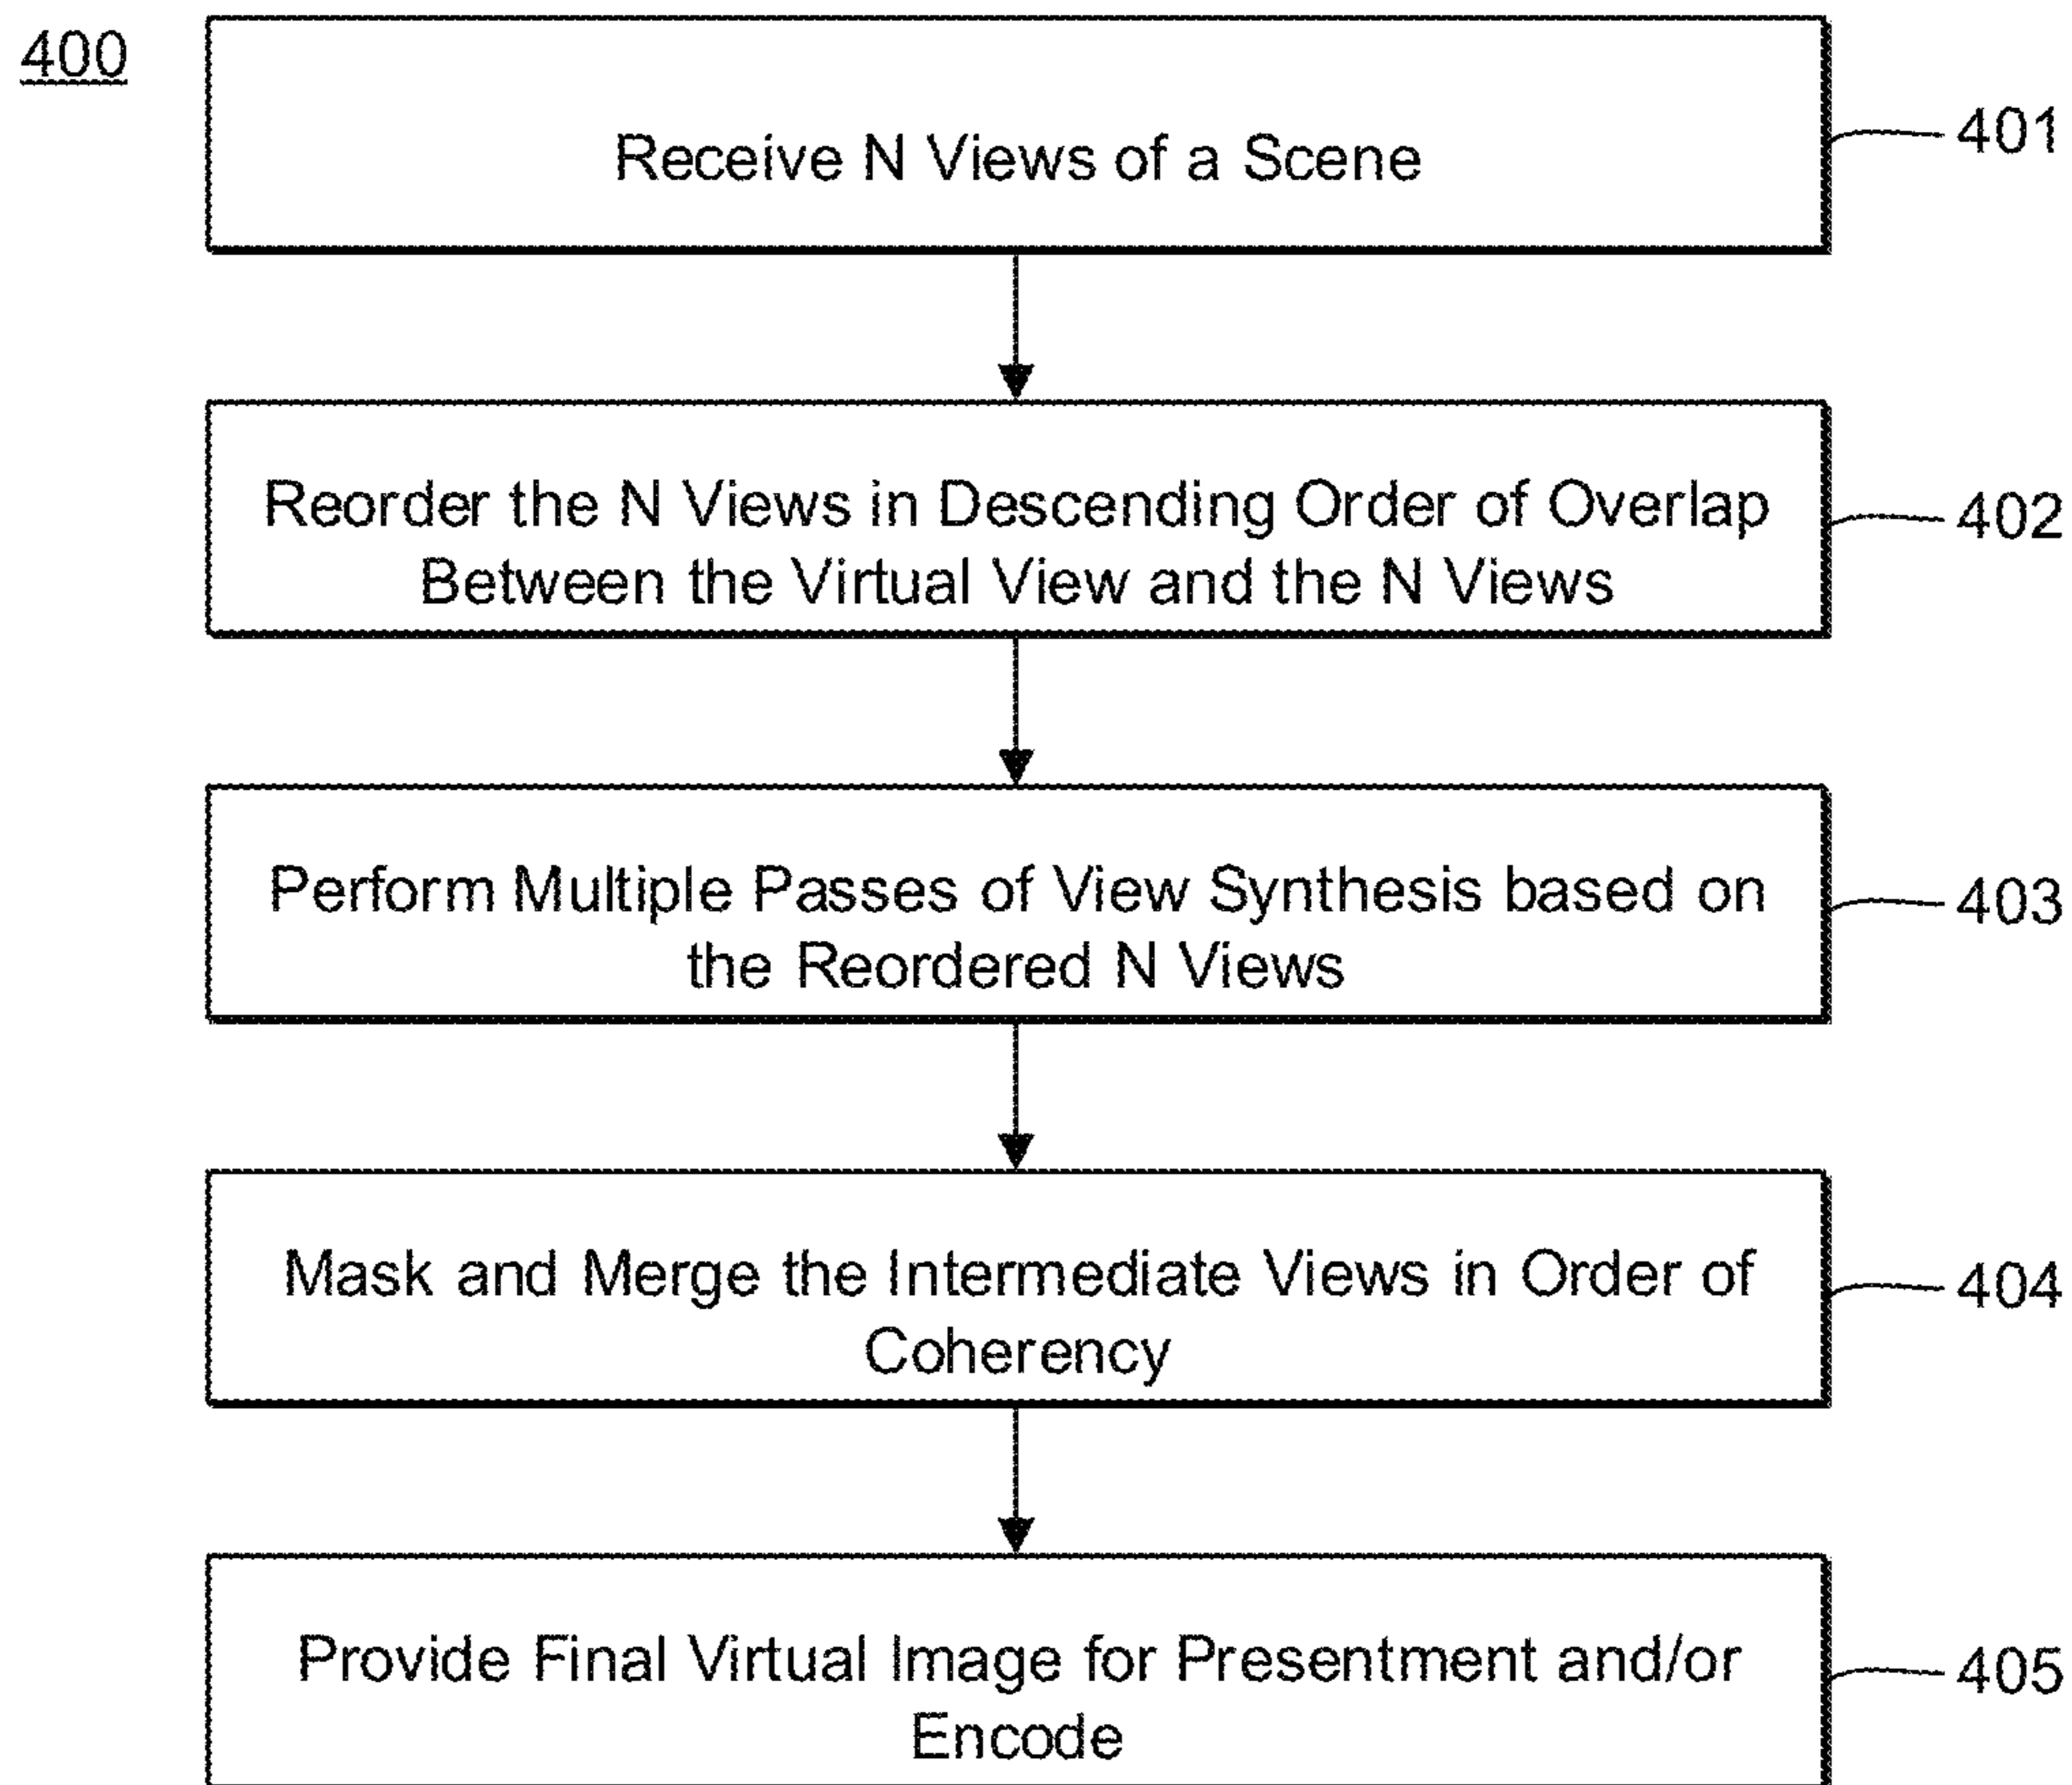 400
Receive N Views of a Scene
401
Reorder the N Views in Descending Order of Overlap
Between the Virtual View and the N Views
402
Perform Multiple Passes of View Synthesis based on
the Reordered N Views
403
Mask and Merge the Intermediate Views in Order of
Coherency
404
Provide Final Virtual Image for Presentment and/or
Encode
405